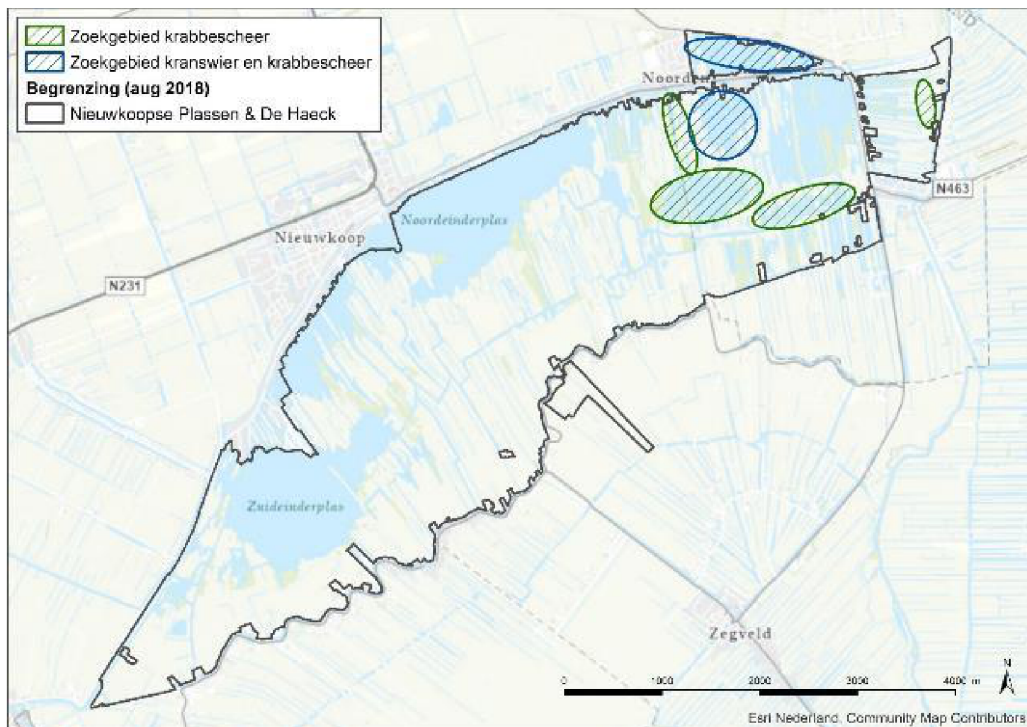 Zoekgebied krabbescheer
Zoekgebied kranswier en krabbescheer
Begrenzing (aug 2018)
Nieuwkoopse Plassen & De Haeck
Noorden
N463
Noordeinderplas
Nieuwkoop
N231
Zuideinderplas
Zegveld
N
0 1000 2000 3000 4000 m
Esri Nederland, Community Map Contributors